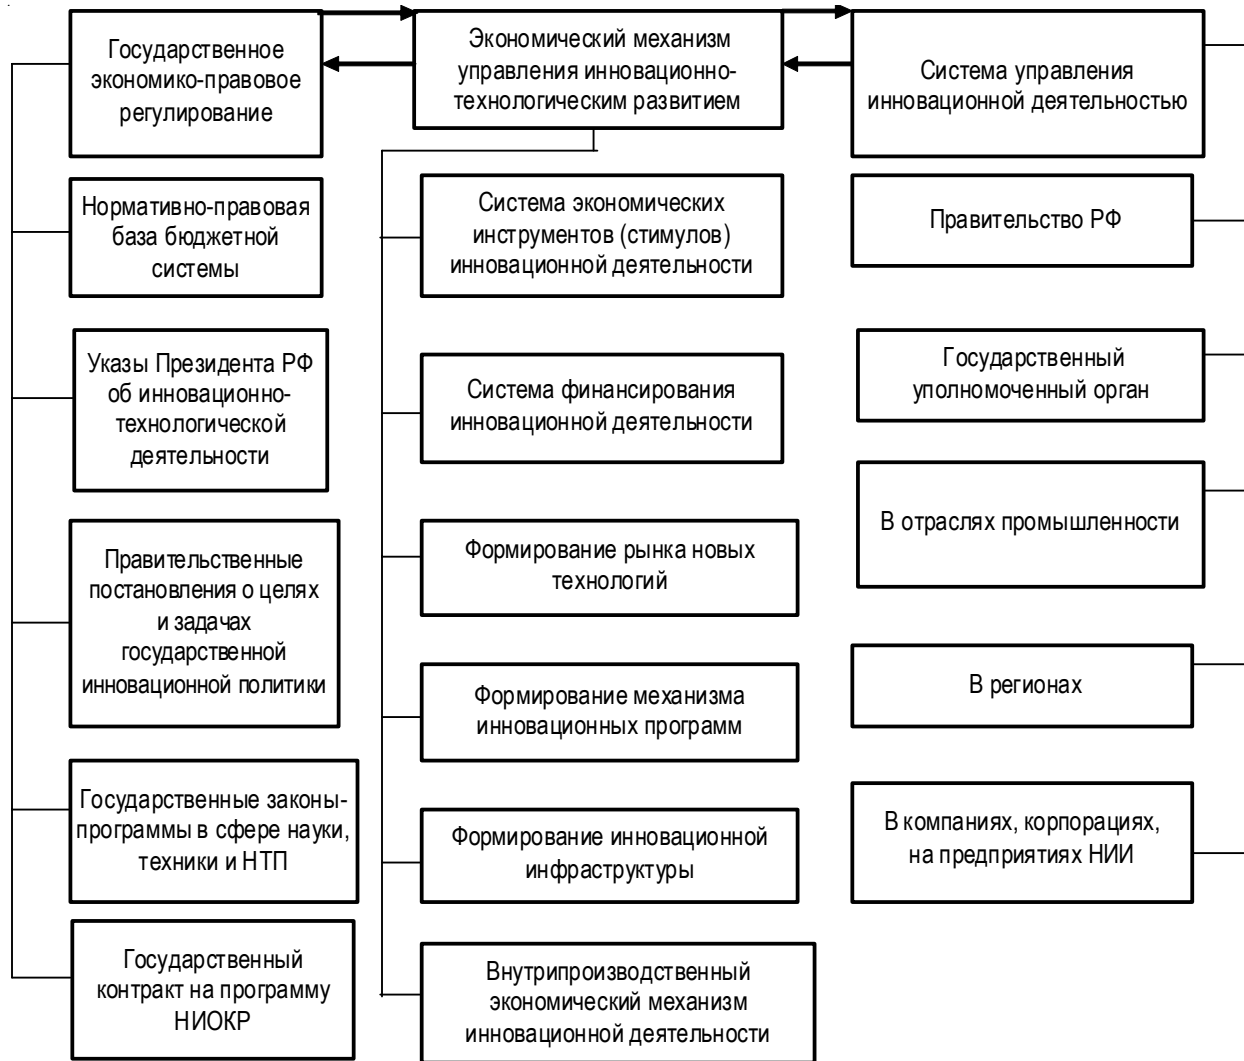 Государственное
экономико-правовое
регулирование
Экономический механизм
управления инновационно-
технологическим развитием
Система управления
инновационной деятельностью
Нормативно-правовая
база бюджетной
системы
Указы Президента РФ
об инновационно-
технологической
деятельности
Правительственные
постановления о целях
и задачах
государственной
инновационной политики
Государственные законы-
программы в сфере науки,
техники и НТП
Государственный
контракт на программу
НИОКР
Система экономических
инструментов (стимулов)
инновационной деятельности
Система финансирования
инновационной деятельности
Формирование рынка новых
технологий
Формирование механизма
инновационных программ
Формирование инновационной
инфраструктуры
Внутрипроизводственный
экономический механизм
инновационной деятельности
Правительство РФ
Государственный
уполномоченный орган
В отраслях промышленности
В регионах
В компаниях, корпорациях,
на предприятиях НИИ